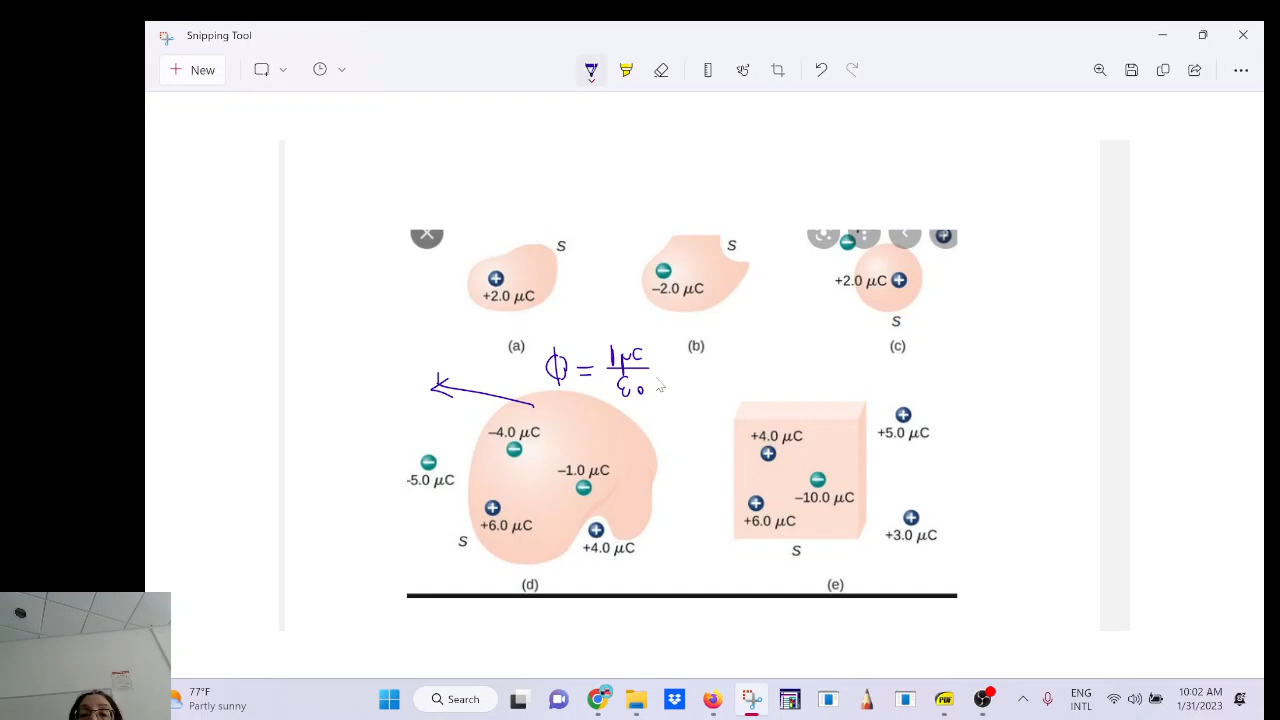 Snipping Tool
New
S
+2.0 μC
(a)
S
−2.0 μC
(b)
+2.0 μC
S
(c)
Φ = 1μC / ε₀
−4.0 μC
−1.0 μC
-5.0 μC
+6.0 μC
+4.0 μC
S
(d)
+4.0 μC
+5.0 μC
−10.0 μC
+6.0 μC
+3.0 μC
S
(e)
77°F
Partly sunny
Search
ENG
INTL
10:02 AM
1/31/2023